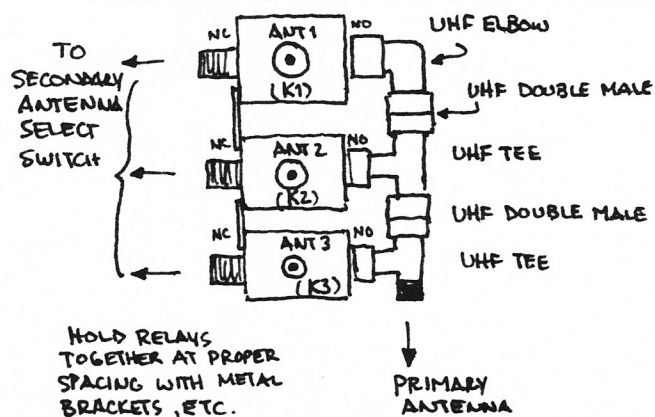 NC
ANT 1
NO
(K1)
UHF ELBOW
TO
SECONDARY
ANTENNA
SELECT
SWITCH
UHF DOUBLE MALE
NC
ANT 2
NO
(K2)
UHF TEE
UHF DOUBLE MALE
NC
ANT 3
NO
(K3)
UHF TEE
HOLD RELAYS
TOGETHER AT PROPER
SPACING WITH METAL
BRACKETS, ETC.
PRIMARY
ANTENNA